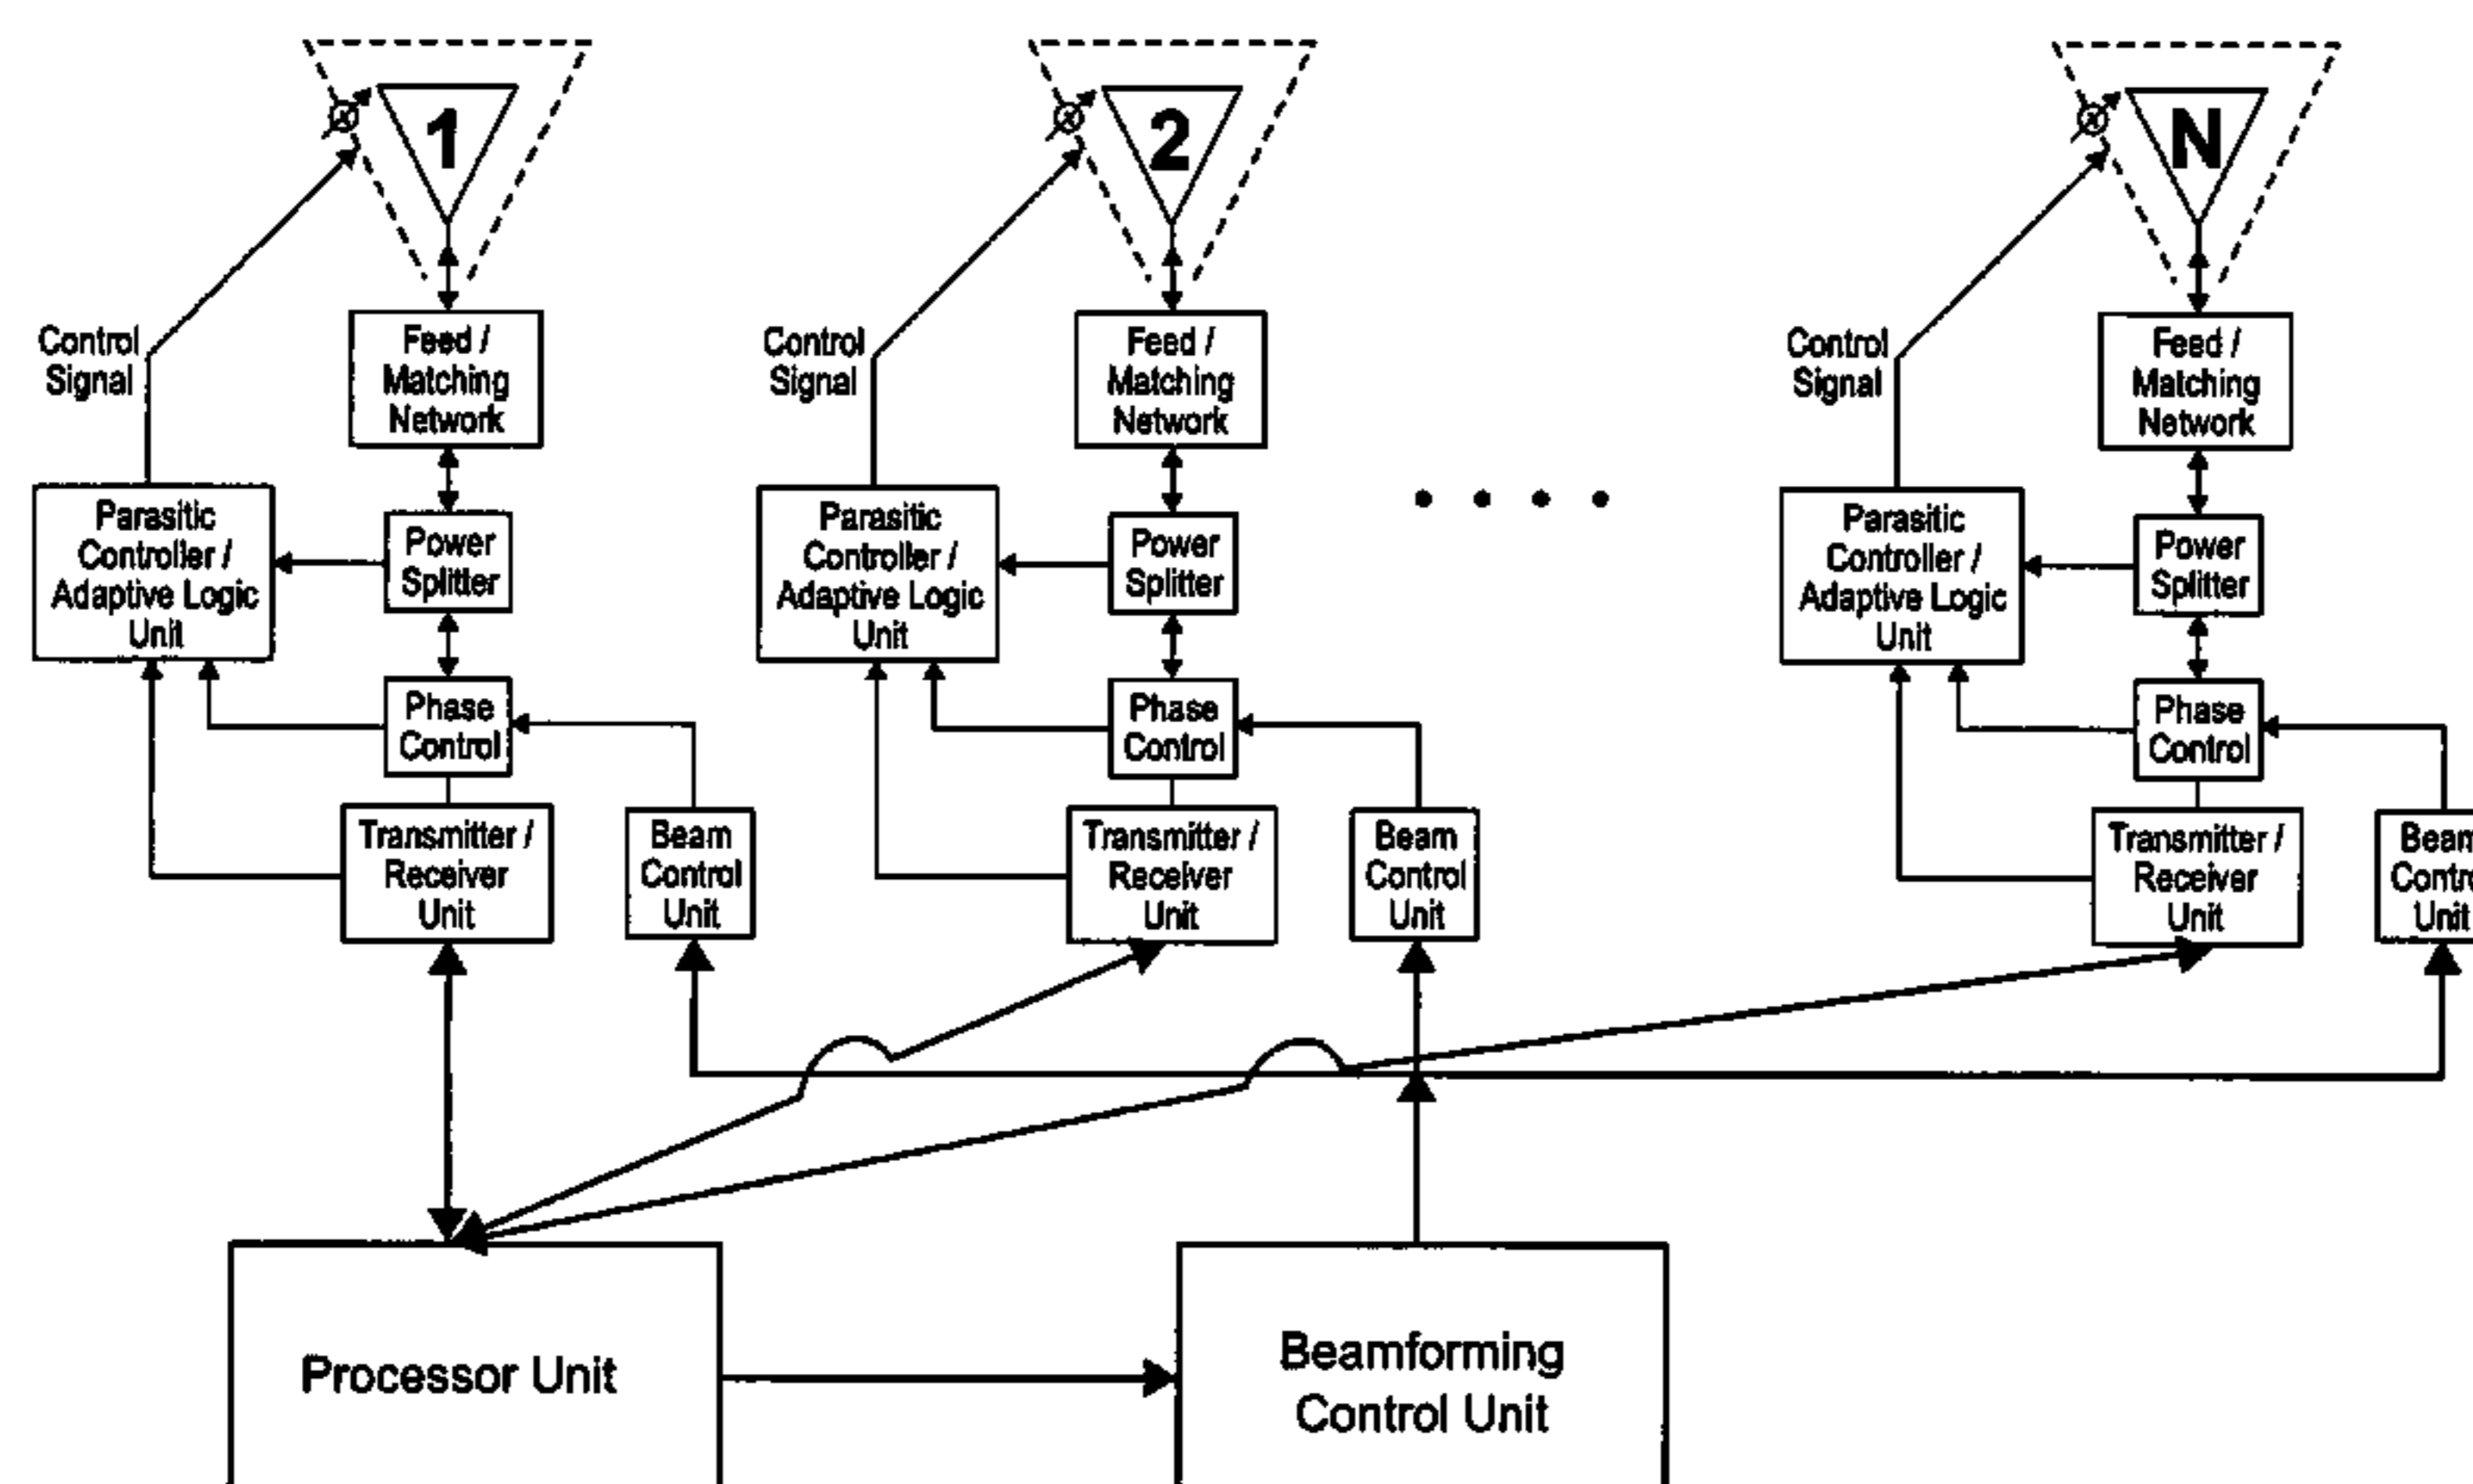 1
2
N
Control
Signal
Feed /
Matching
Network
Control
Signal
Feed /
Matching
Network
Control
Signal
Feed /
Matching
Network
Parasitic
Controller /
Adaptive Logic
Unit
Power
Splitter
Parasitic
Controller /
Adaptive Logic
Unit
Power
Splitter
Parasitic
Controller /
Adaptive Logic
Unit
Power
Splitter
Phase
Control
Phase
Control
Phase
Control
Transmitter /
Receiver
Unit
Beam
Control
Unit
Transmitter /
Receiver
Unit
Beam
Control
Unit
Transmitter /
Receiver
Unit
Beam
Contro
Unit
Processor Unit
Beamforming
Control Unit